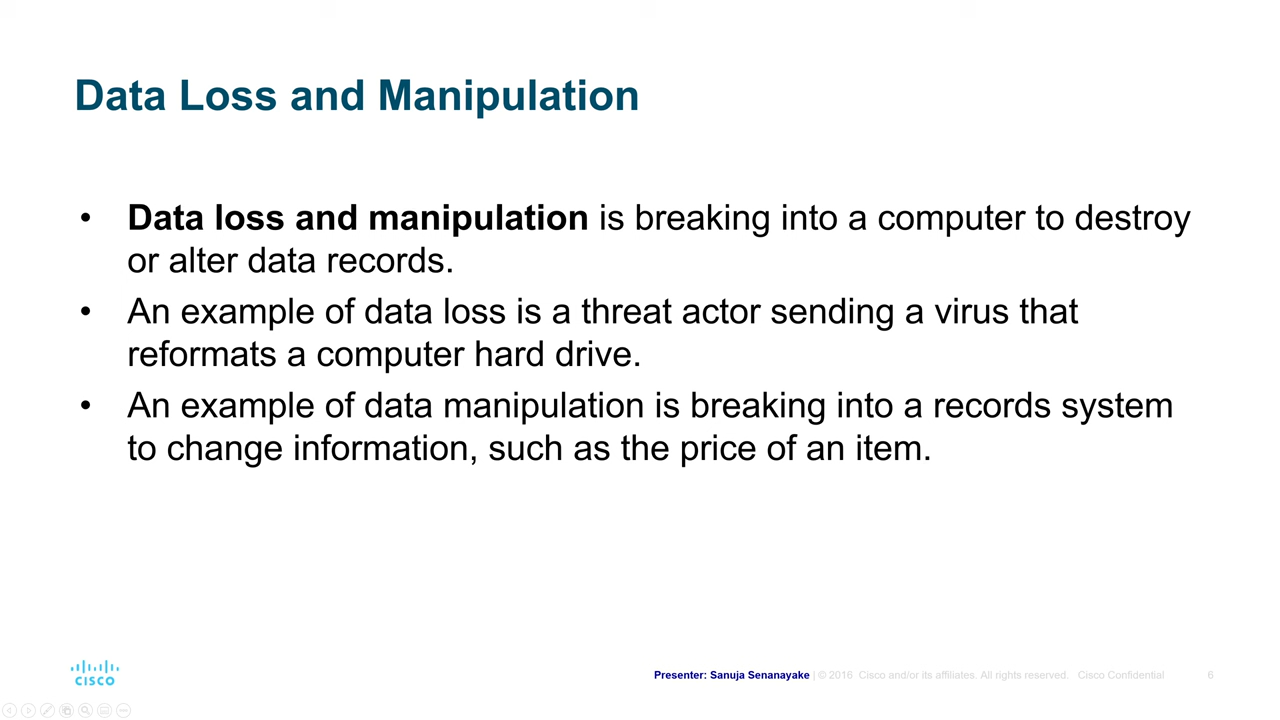 Data Loss and Manipulation
• Data loss and manipulation is breaking into a computer to destroy
or alter data records.
• An example of data loss is a threat actor sending a virus that
reformats a computer hard drive.
• An example of data manipulation is breaking into a records system
to change information, such as the price of an item.
CISCO
Presenter: Sanuja Senanayake | © 2016 Cisco and/or its affiliates. All rights reserved. Cisco Confidential 6